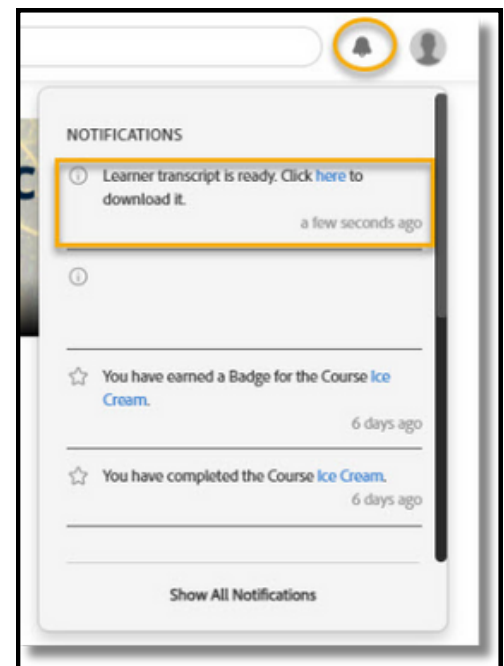 NOTIFICATIONS
Learner transcript is ready. Click here to
download it.
a few seconds ago
You have earned a Badge for the Course Ice
Cream.
6 days ago
You have completed the Course Ice Cream.
6 days ago
Show All Notifications